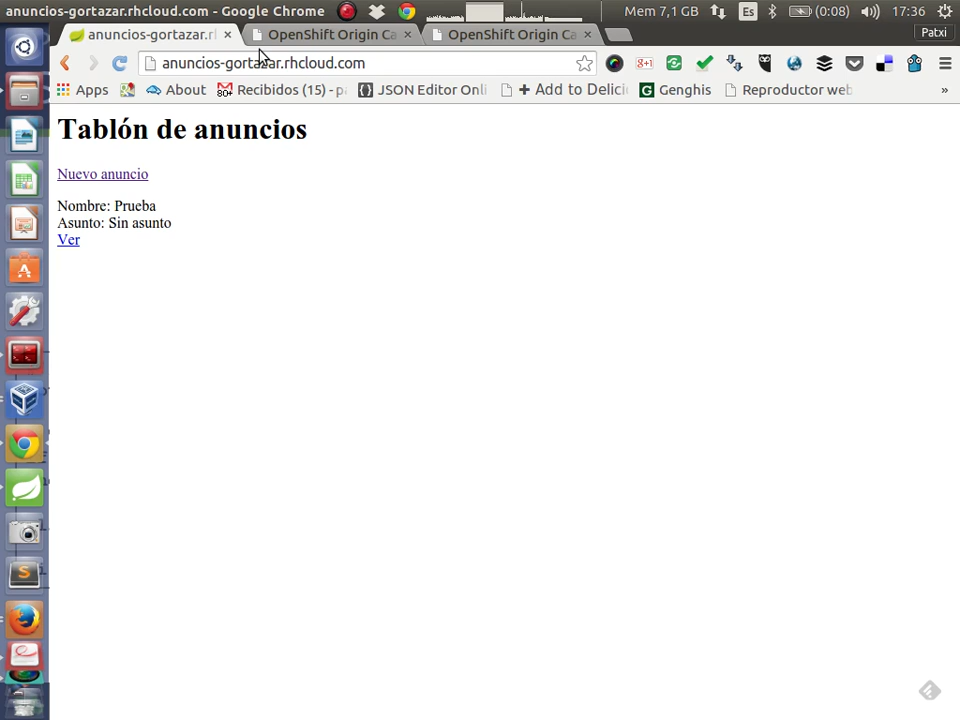 anuncios-gortazar.rhcloud.com - Google Chrome Mem 7,1 GB Es (0:08) 17:36
anuncios-gortazar.r OpenShift Origin Ca OpenShift Origin Ca Patxi
anuncios-gortazar.rhcloud.com
Apps About Recibidos (15) - p JSON Editor Onli + Add to Delici Genghis Reproductor web »
Tablón de anuncios
Nuevo anuncio
Nombre: Prueba
Asunto: Sin asunto
Ver